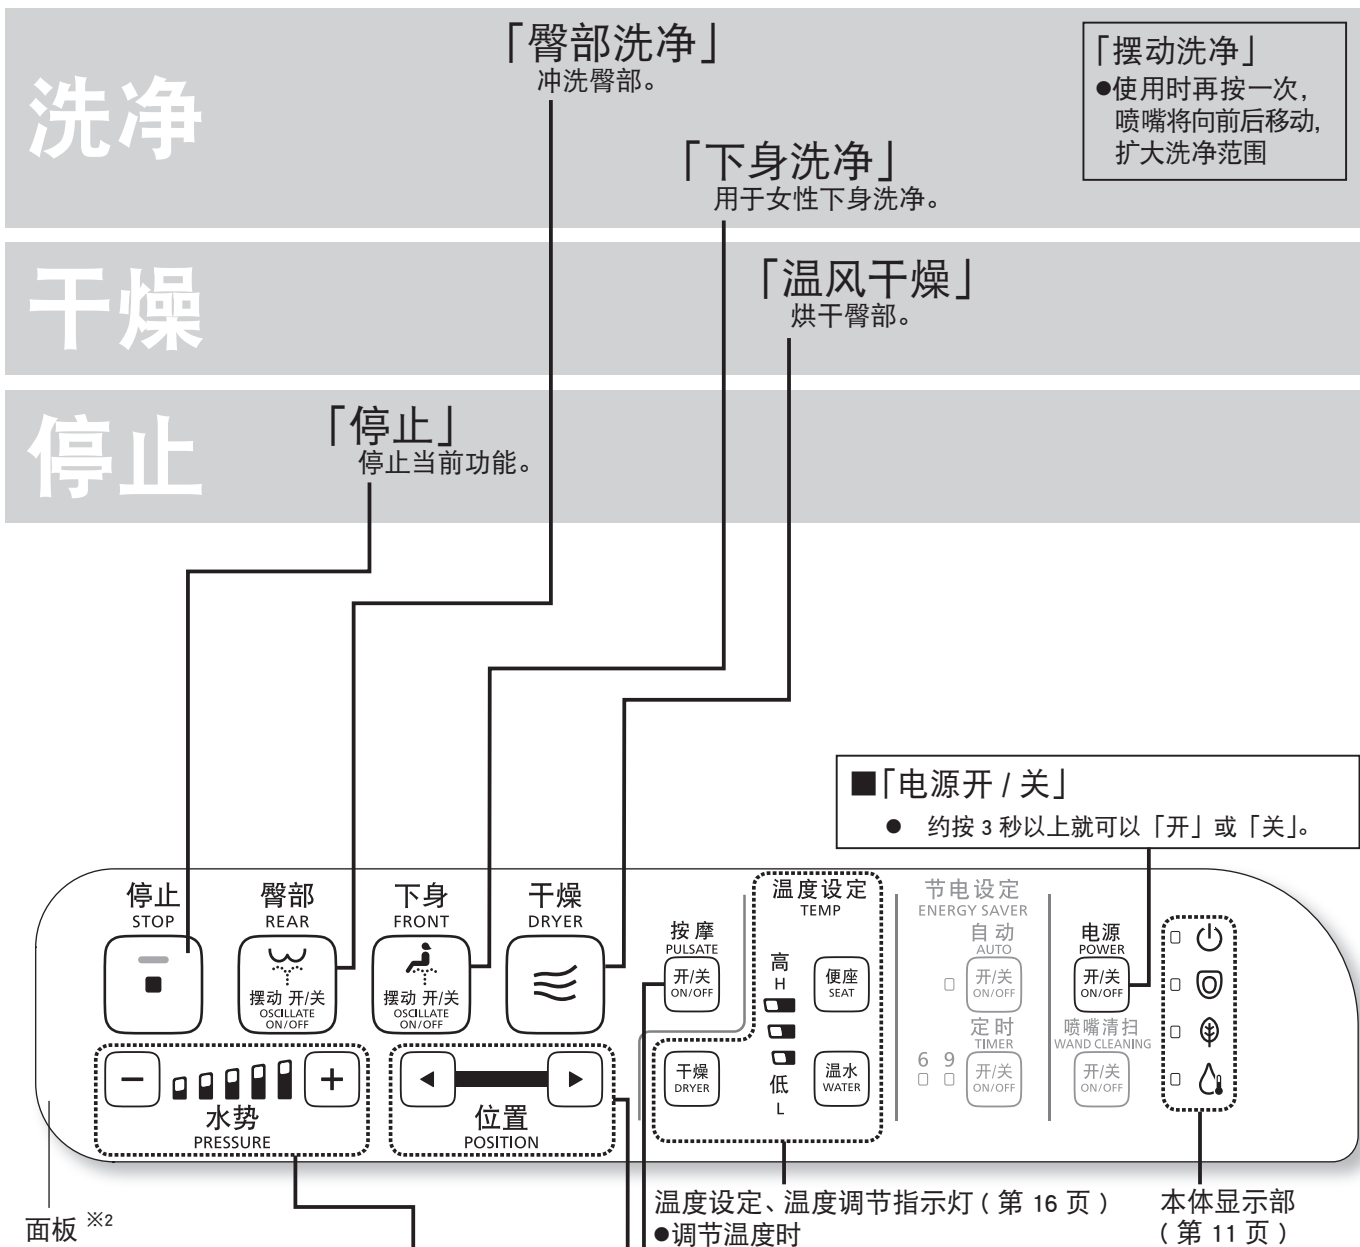 洗净
「臀部洗净」
冲洗臀部。
「下身洗净」
用于女性下身洗净。
「摆动洗净」
●使用时再按一次，
喷嘴将向前后移动，
扩大洗净范围
干燥
「温风干燥」
烘干臀部。
停止
「停止」
停止当前功能。
■「电源开 / 关」
● 约按 3 秒以上就可以「开」或「关」。
停止
STOP
臀部
REAR
摆动 开/关
OSCILLATE
ON/OFF
下身
FRONT
摆动 开/关
OSCILLATE
ON/OFF
干燥
DRYER
水势
PRESSURE
位置
POSITION
按摩
PULSATE
开/关
ON/OFF
温度设定
TEMP
高
H
低
L
便座
SEAT
干燥
DRYER
温水
WATER
节电设定
ENERGY SAVER
自动
AUTO
开/关
ON/OFF
定时
TIMER
6 9
开/关
ON/OFF
电源
POWER
开/关
ON/OFF
喷嘴清扫
WAND CLEANING
开/关
ON/OFF
面板 ※2
温度设定、温度调节指示灯（第 16 页）
●调节温度时
本体显示部
（第 11 页）